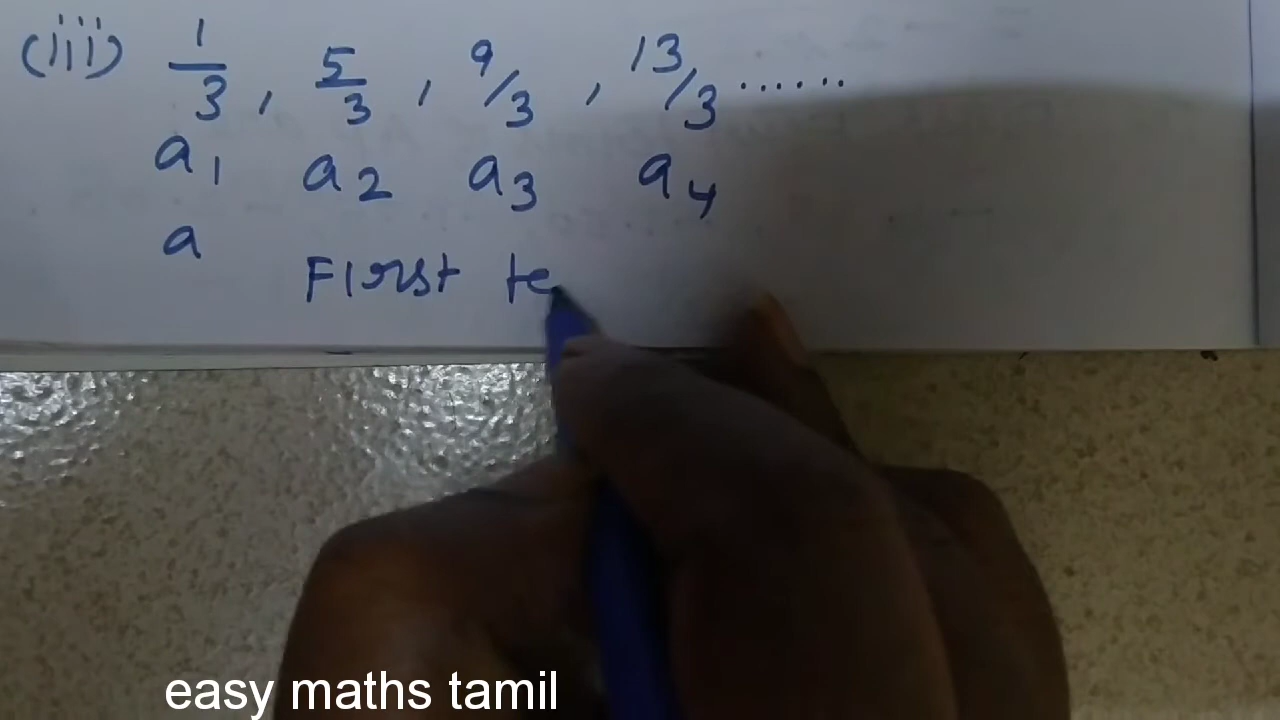 (iii) 1/3 , 5/3 , 9/3 , 13/3 ......
a1 a2 a3 a4
a First te
easy maths tamil